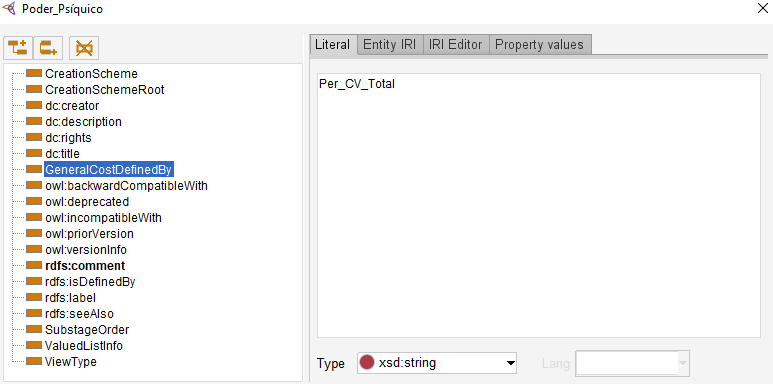 Poder_Psíquico
Literal Entity IRI IRI Editor Property values
CreationScheme
CreationSchemeRoot
dc:creator
dc:description
dc:rights
dc:title
GeneralCostDefinedBy
owl:backwardCompatibleWith
owl:deprecated
owl:incompatibleWith
owl:priorVersion
owl:versionInfo
rdfs:comment
rdfs:isDefinedBy
rdfs:label
rdfs:seeAlso
SubstageOrder
ValuedListInfo
ViewType
Per_CV_Total
Type xsd:string Lang